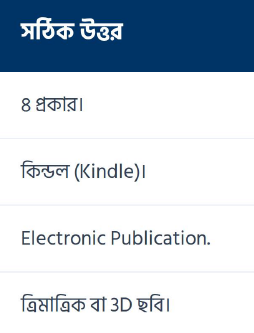 সঠিক উত্তর
৪ প্রকার।
কিন্ডল (Kindle)।
Electronic Publication.
ত্রিমাত্রিক বা 3D ছবি।